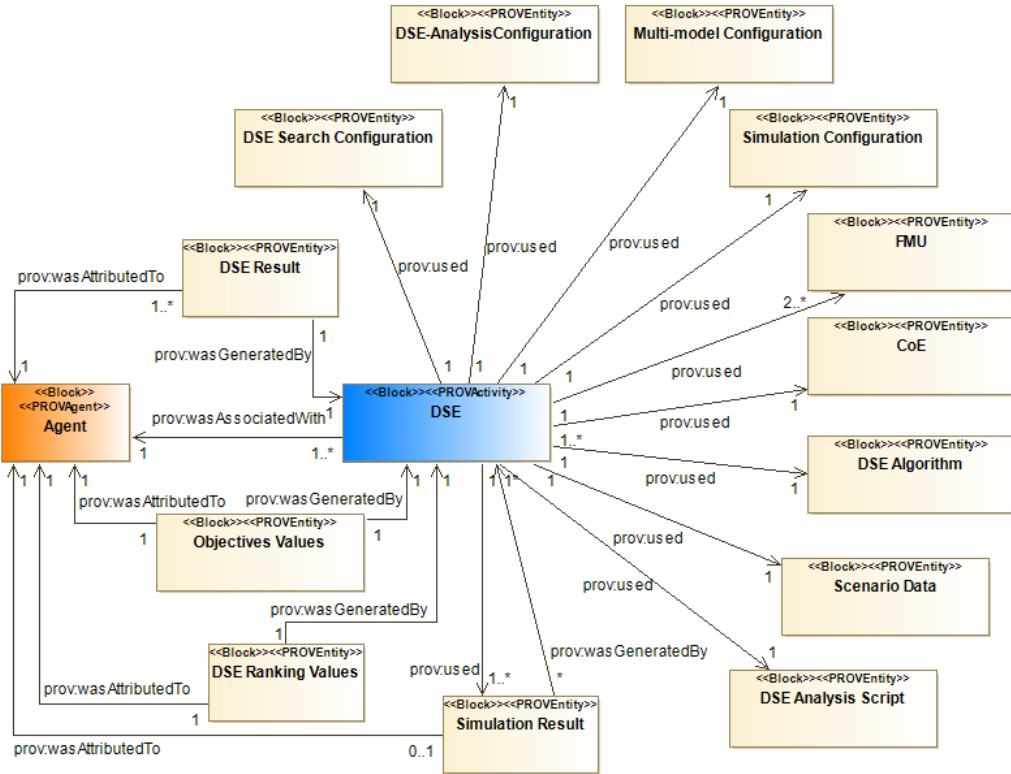 <<Block>><<PROVEntity>>
DSE-AnalysisConfiguration
1
<<Block>><<PROVEntity>>
Multi-model Configuration
1
<<Block>><<PROVEntity>>
DSE Search Configuration
1
<<Block>><<PROVEntity>>
Simulation Configuration
1
<<Block>><<PROVEntity>>
FMU
2..*
<<Block>><<PROVEntity>>
DSE Result
prov:wasAttributedTo
1..*
1
prov:used
prov:used
prov:used
prov:used
prov:used
1
prov:wasGeneratedBy
1
<<Block>><<PROVEntity>>
CoE
1
prov:used
<<Block>>
<<PROVAgent>>
Agent
prov:wasAssociatedWith
1
1..*
<<Block>><<PROVActivity>>
DSE
1
1
1
1
1
1
1..*
1
1
1*
<<Block>><<PROVEntity>>
DSE Algorithm
1
prov:used
1
1
1
1
1
1
prov:wasAttributedTo
1
prov:wasGeneratedBy
1
<<Block>><<PROVEntity>>
Objectives Values
prov:used
1
<<Block>><<PROVEntity>>
Scenario Data
prov:used
1
prov:wasGeneratedBy
1
<<Block>><<PROVEntity>>
DSE Ranking Values
prov:wasAttributedTo
1
prov:used
1..*
prov:wasGeneratedBy
*
<<Block>><<PROVEntity>>
DSE Analysis Script
<<Block>><<PROVEntity>>
Simulation Result
prov:wasAttributedTo
0..1